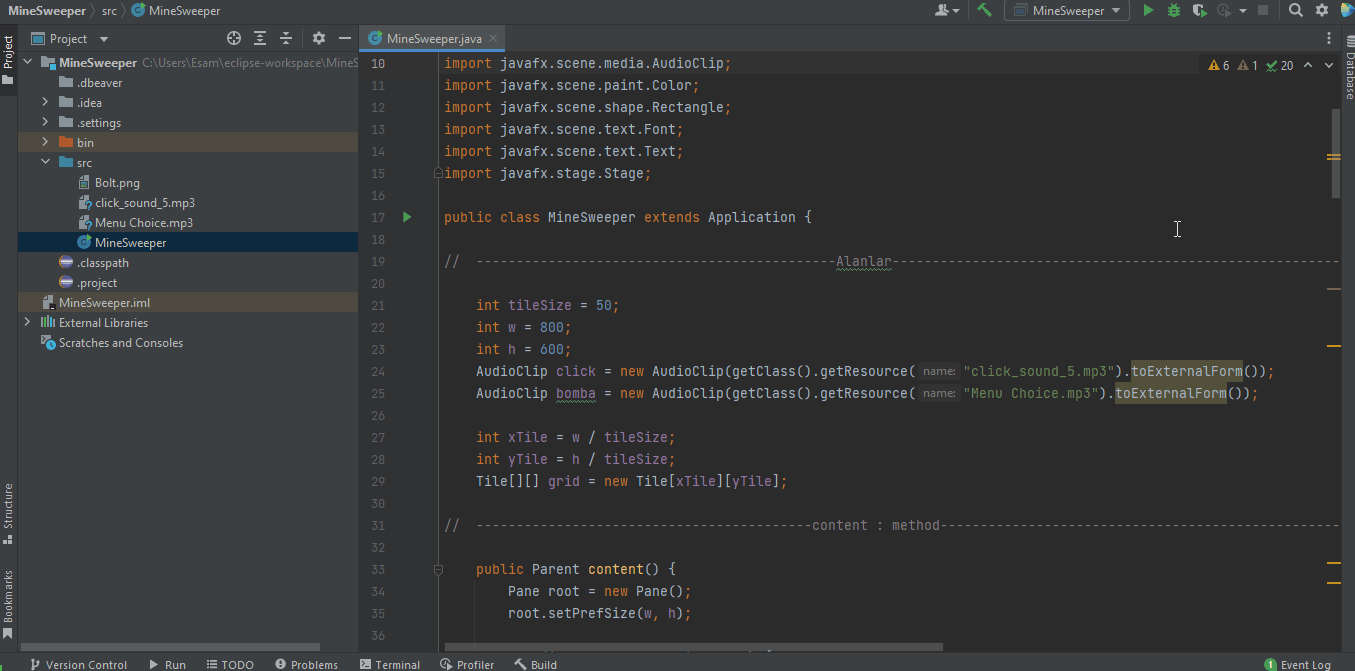 MineSweeper src MineSweeper
MineSweeper
Project
MineSweeper.java
Project
MineSweeper C:\Users\Esam\eclipse-workspace\MineS
.dbeaver
.idea
.settings
bin
src
Bolt.png
click_sound_5.mp3
Menu Choice.mp3
MineSweeper
.classpath
.project
MineSweeper.iml
External Libraries
Scratches and Consoles
Structure
Bookmarks
6 1 20
Database
10 import javafx.scene.media.AudioClip;
11 import javafx.scene.paint.Color;
12 import javafx.scene.shape.Rectangle;
13 import javafx.scene.text.Font;
14 import javafx.scene.text.Text;
15 import javafx.stage.Stage;
16
17 public class MineSweeper extends Application {
18
19 // ---------------------------------------------Alanlar--------------------------------------------------------
20
21 int tileSize = 50;
22 int w = 800;
23 int h = 600;
24 AudioClip click = new AudioClip(getClass().getResource( name: "click_sound_5.mp3").toExternalForm());
25 AudioClip bomba = new AudioClip(getClass().getResource( name: "Menu Choice.mp3").toExternalForm());
26
27 int xTile = w / tileSize;
28 int yTile = h / tileSize;
29 Tile[][] grid = new Tile[xTile][yTile];
30
31 // ------------------------------------------content : method--------------------------------------------------
32
33 public Parent content() {
34 Pane root = new Pane();
35 root.setPrefSize(w, h);
36
Version Control Run TODO Problems Terminal Profiler Build 1 Event Log